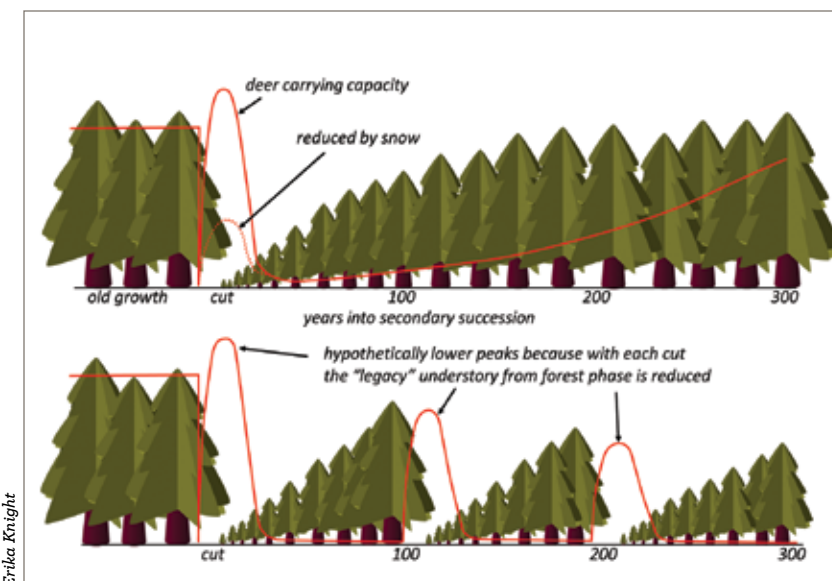 deer carrying capacity
reduced by snow
old growth
cut
100
200
300
years into secondary succession
hypothetically lower peaks because with each cut
the "legacy" understory from forest phase is reduced
cut
100
200
300
Erika Knight